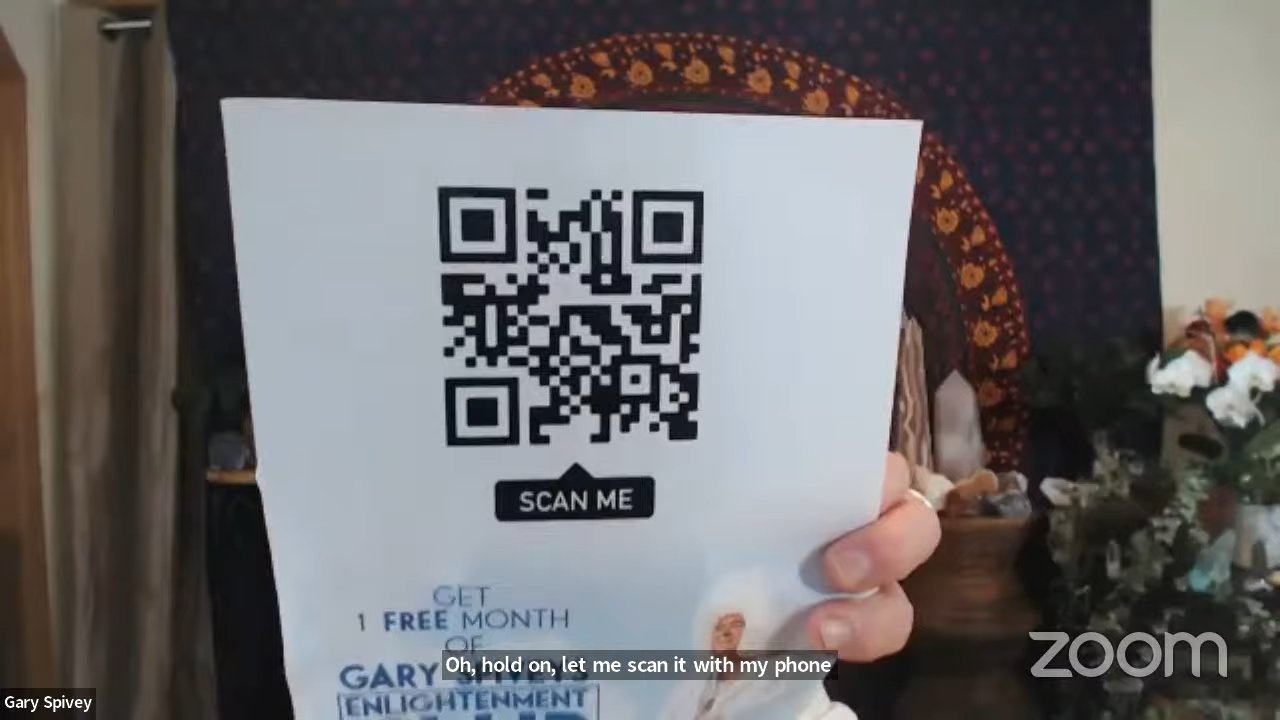 SCAN ME
GET
1 FREE MONTH
OF
GARY SPIVEY'S
ENLIGHTENMENT
Oh, hold on, let me scan it with my phone
zoom
Gary Spivey